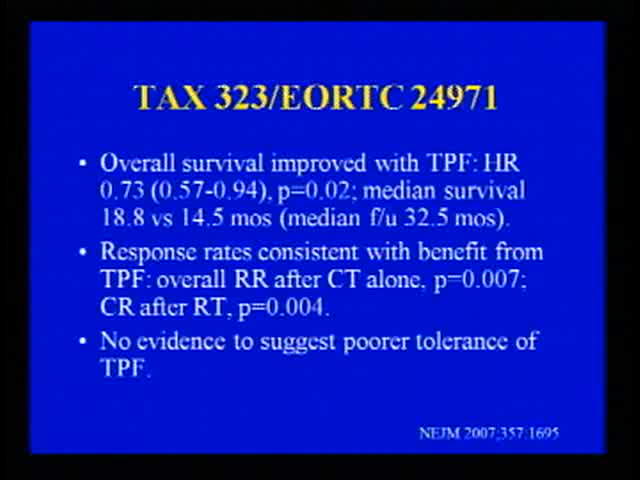 TAX 323/EORTC 24971
• Overall survival improved with TPF: HR
0.73 (0.57-0.94), p=0.02; median survival
18.8 vs 14.5 mos (median f/u 32.5 mos).
• Response rates consistent with benefit from
TPF: overall RR after CT alone, p=0.007;
CR after RT, p=0.004.
• No evidence to suggest poorer tolerance of
TPF.
NEJM 2007;357:1695